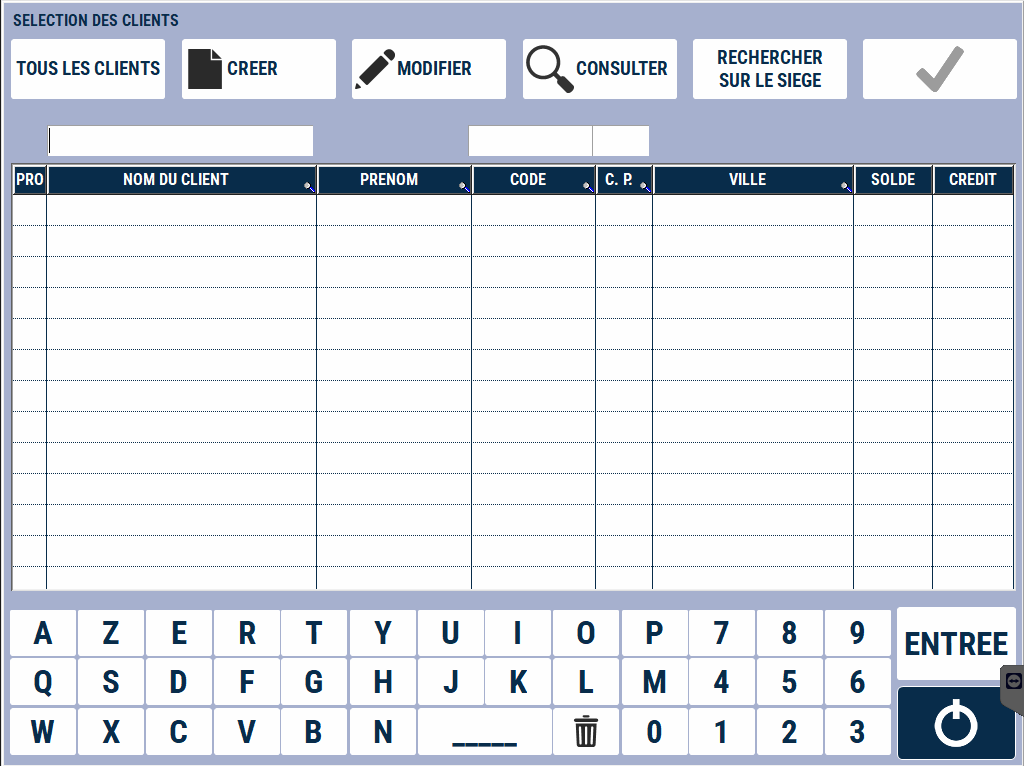 SELECTION DES CLIENTS
TOUS LES CLIENTS
CREER
MODIFIER
CONSULTER
RECHERCHER
SUR LE SIEGE
PRO NOM DU CLIENT PRENOM CODE C. P. VILLE SOLDE CREDIT
A Z E R T Y U I O P 7 8 9
ENTREE
Q S D F G H J K L M 4 5 6
W X C V B N _____ 0 1 2 3